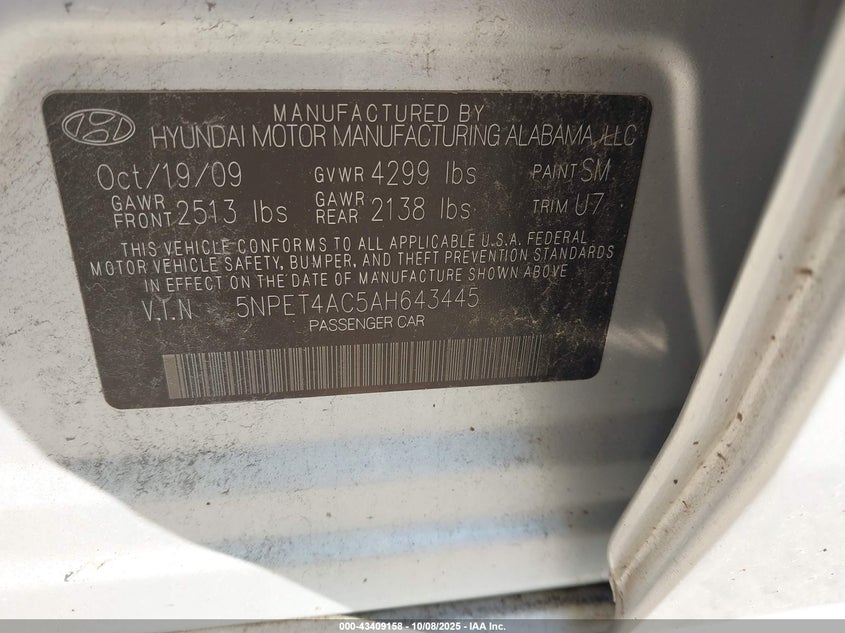 MANUFACTURED BY
HYUNDAI MOTOR MANUFACTURING ALABAMA, LLC
Oct/19/09 GVWR 4299 lbs PAINT SM
GAWR FRONT 2513 lbs GAWR REAR 2138 lbs TRIM U7
THIS VEHICLE CONFORMS TO ALL APPLICABLE U.S.A. FEDERAL
MOTOR VEHICLE SAFETY, BUMPER, AND THEFT PREVENTION STANDARDS
IN EFFECT ON THE DATE OF MANUFACTURE SHOWN ABOVE
V.I.N 5NPET4AC5AH643445
PASSENGER CAR
000-43409158 - 10/08/2025 - IAA Inc.